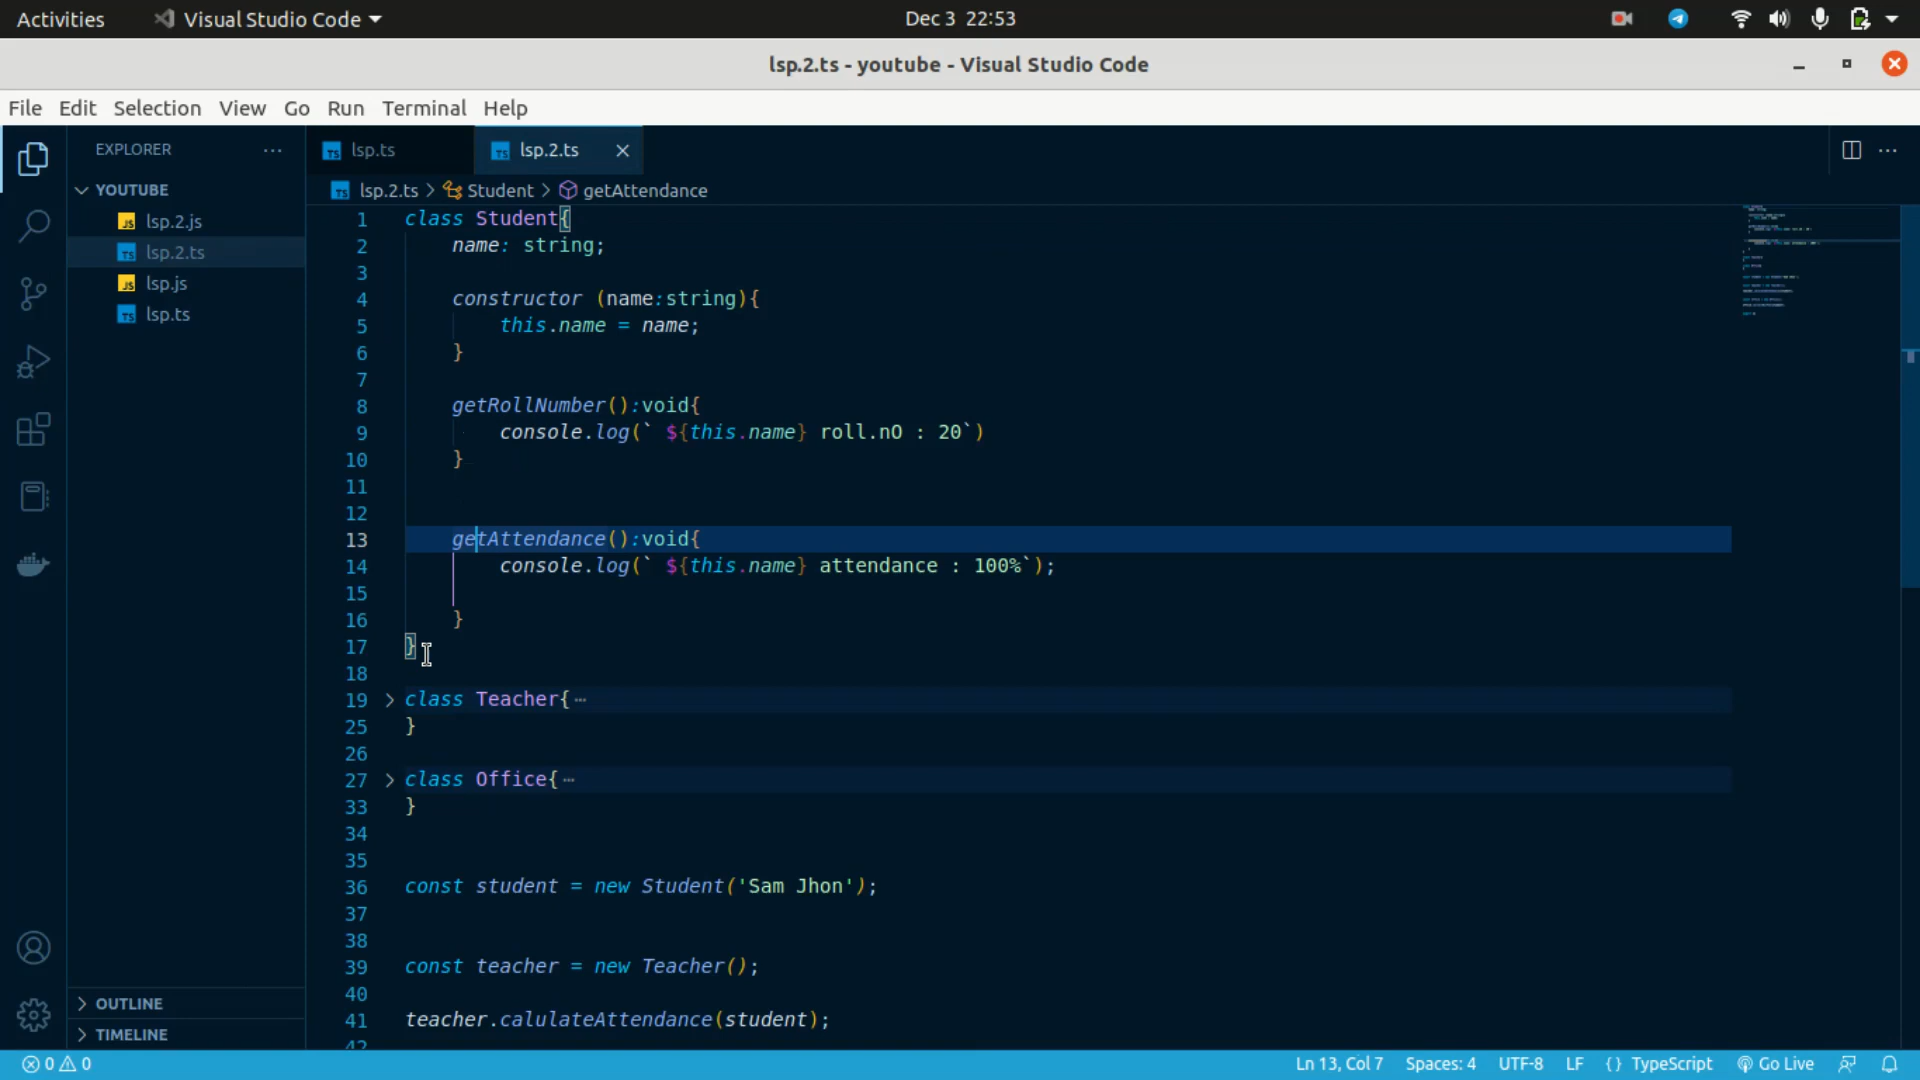 Activities Visual Studio Code Dec 3 22:53
lsp.2.ts - youtube - Visual Studio Code
File Edit Selection View Go Run Terminal Help
EXPLORER
YOUTUBE
lsp.2.js
lsp.2.ts
lsp.js
lsp.ts
OUTLINE
TIMELINE
lsp.ts lsp.2.ts
lsp.2.ts > Student > getAttendance
1 class Student{
2 name: string;
3
4 constructor (name:string){
5 this.name = name;
6 }
7
8 getRollNumber():void{
9 console.log(` ${this.name} roll.nO : 20`)
10 }
11
12
13 getAttendance():void{
14 console.log(` ${this.name} attendance : 100%`);
15
16 }
17 }
18
19 class Teacher{
25 }
26
27 class Office{
33 }
34
35
36 const student = new Student('Sam Jhon');
37
38
39 const teacher = new Teacher();
40
41 teacher.calulateAttendance(student);
42
0 0 Ln 13, Col 7 Spaces: 4 UTF-8 LF {} TypeScript Go Live